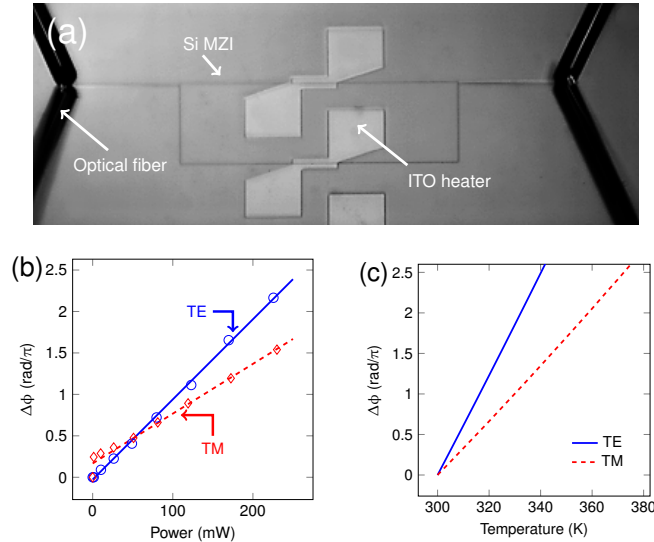 (a)
Si MZI
Optical fiber
ITO heater
(b)
2.5
2
1.5
1
0.5
0
Δϕ (rad/π)
TE
TM
0
100
200
Power (mW)
(c)
2.5
2
1.5
1
0.5
0
Δϕ (rad/π)
TE
TM
300
320
340
360
380
Temperature (K)